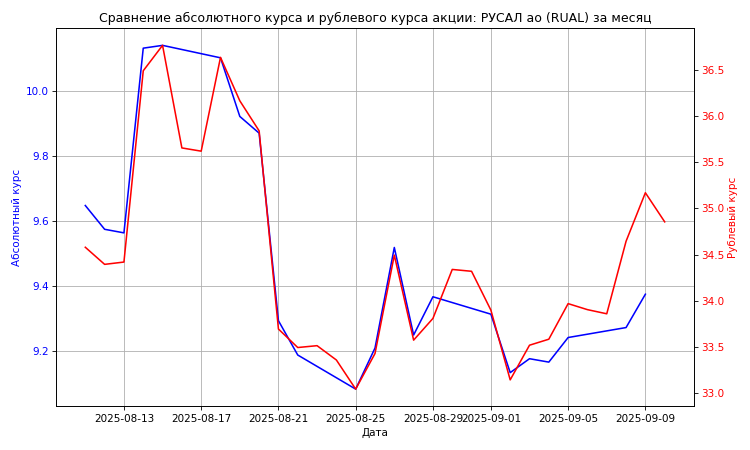 Сравнение абсолютного курса и рублевого курса акции: РУСАЛ ао (RUAL) за месяц
Абсолютный курс
10.0
9.8
9.6
9.4
9.2
36.5
36.0
35.5
35.0
34.5
34.0
33.5
33.0
Рублевый курс
2025-08-13 2025-08-17 2025-08-21 2025-08-25 2025-08-29 2025-09-01 2025-09-05 2025-09-09
Дата